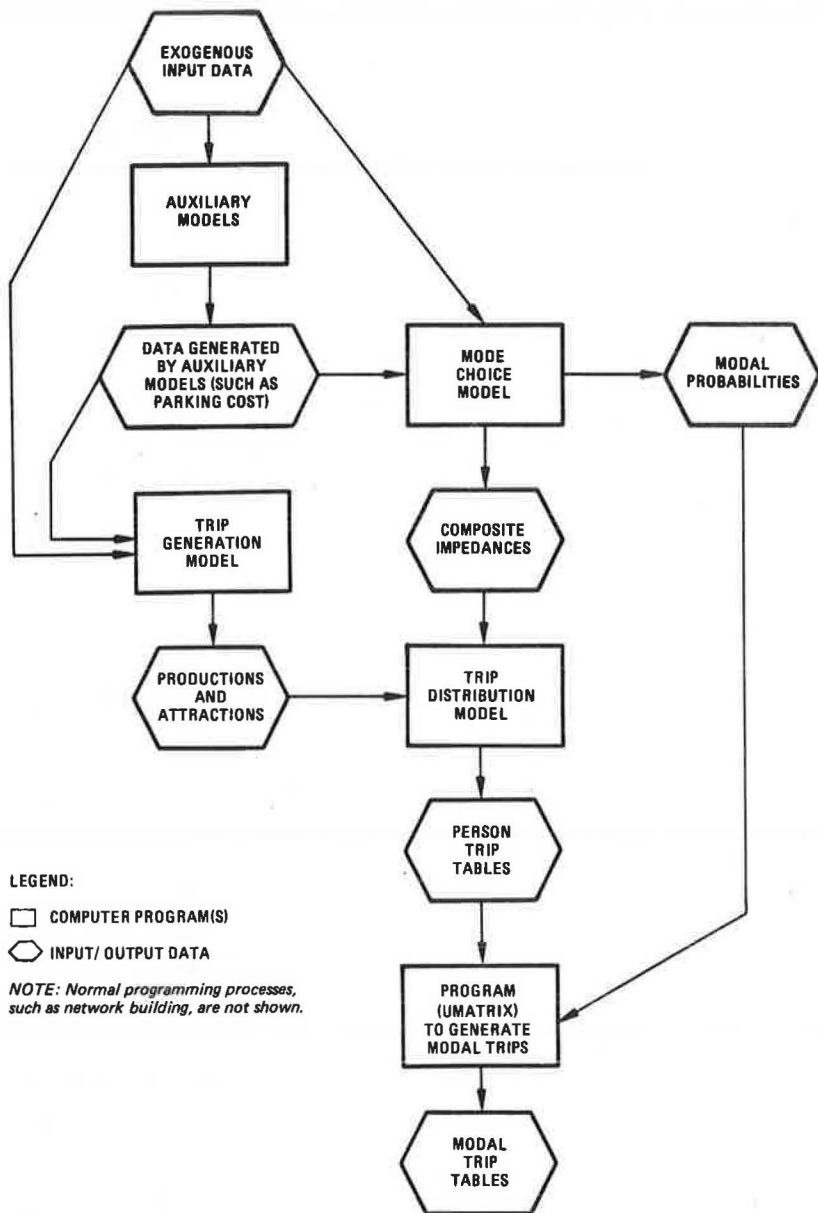 EXOGENOUS
INPUT DATA
AUXILIARY
MODELS
DATA GENERATED
BY AUXILIARY
MODELS (SUCH AS
PARKING COST)
MODE
CHOICE
MODEL
MODAL
PROBABILITIES
TRIP
GENERATION
MODEL
COMPOSITE
IMPEDANCES
PRODUCTIONS
AND
ATTRACTIONS
TRIP
DISTRIBUTION
MODEL
PERSON
TRIP
TABLES
LEGEND:
COMPUTER PROGRAM(S)
INPUT/ OUTPUT DATA
NOTE: Normal programming processes,
such as network building, are not shown.
PROGRAM
(UMATRIX)
TO GENERATE
MODAL TRIPS
MODAL
TRIP
TABLES